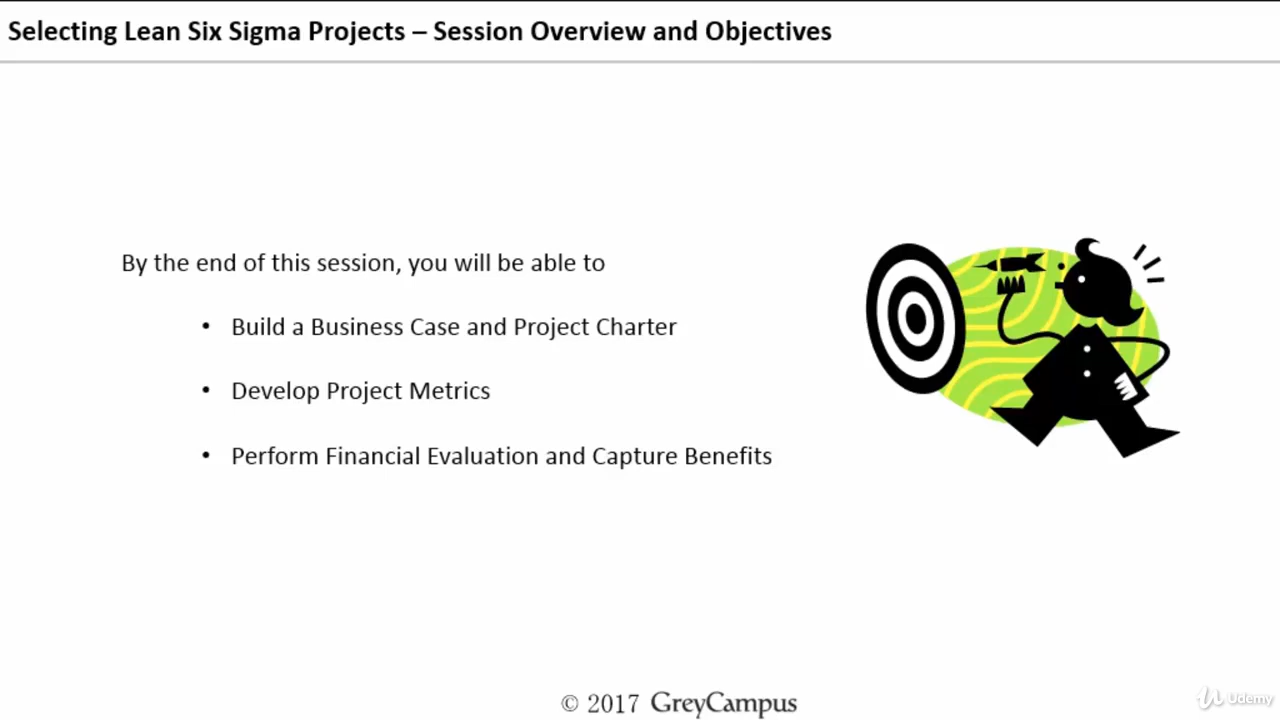 Selecting Lean Six Sigma Projects – Session Overview and Objectives
By the end of this session, you will be able to
• Build a Business Case and Project Charter
• Develop Project Metrics
• Perform Financial Evaluation and Capture Benefits
© 2017 GreyCampus
Udemy